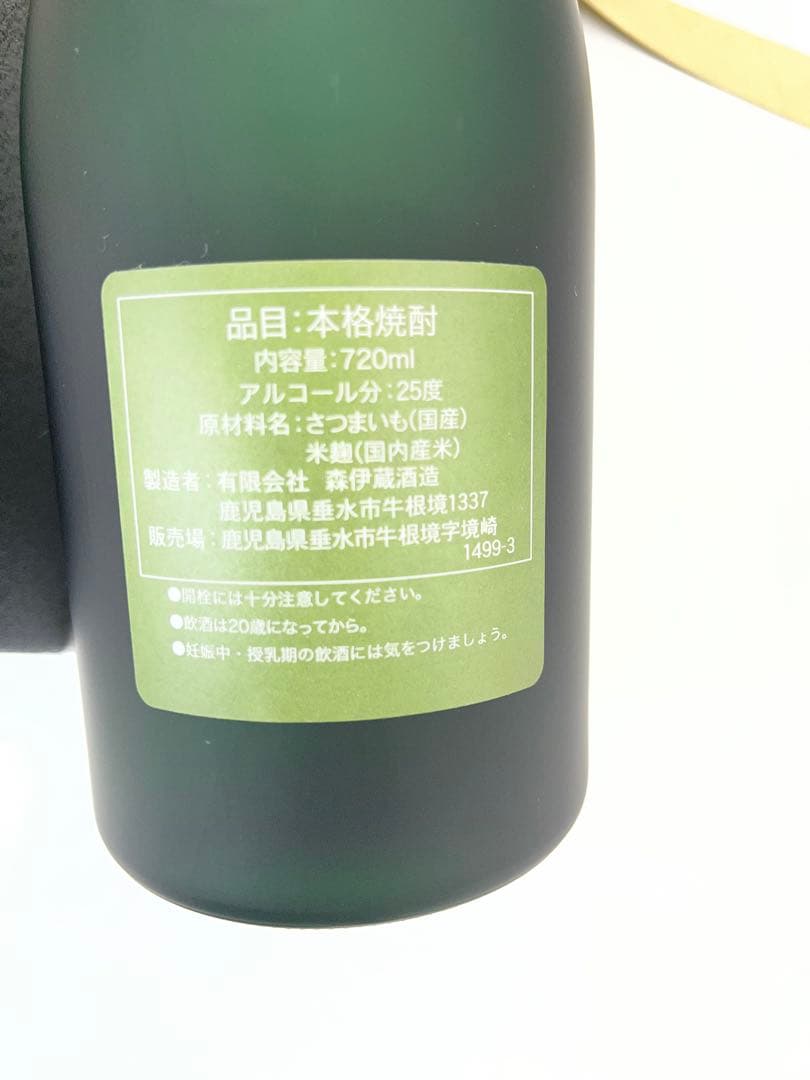 品目:本格焼酎
内容量:720ml
アルコール分:25度
原材料名:さつまいも(国産)
米麹(国内産米)
製造者:有限会社 森伊蔵酒造
鹿児島県垂水市牛根境1337
販売場:鹿児島県垂水市牛根境字境崎
1499-3
●開栓には十分注意してください。
●飲酒は20歳になってから。
●妊娠中・授乳期の飲酒には気をつけましょう。